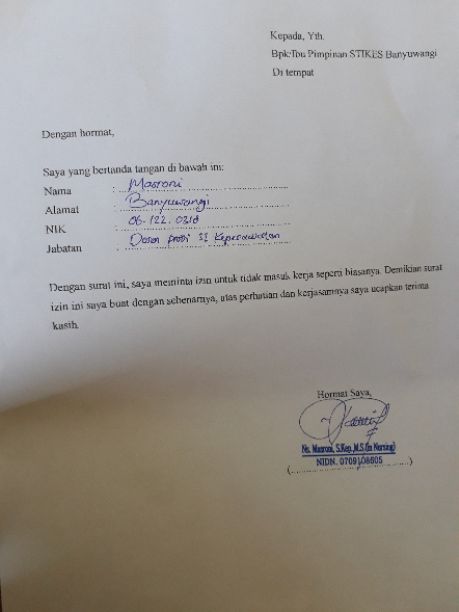 Kepada, Yth.
Bpk/Ibu Pimpinan STIKES Banyuwangi
Di tempat
Dengan hormat,
Saya yang bertanda tangan di bawah ini:
Nama : Masroni
Alamat : Banyuwangi
NIK : 06.122.0210
Jabatan : Dosen prodi S1 Keperawatan
Dengan surat ini, saya meminta izin untuk tidak masuk kerja seperti biasanya. Demikian surat
izin ini saya buat dengan sebenarnya, atas perhatian dan kerjasamnya saya ucapkan terima
kasih.
Hormat Saya,
Ns. Masroni, S.Kep.,M.S.(in Nursing)
NIDN. 0709108605
(..............................)